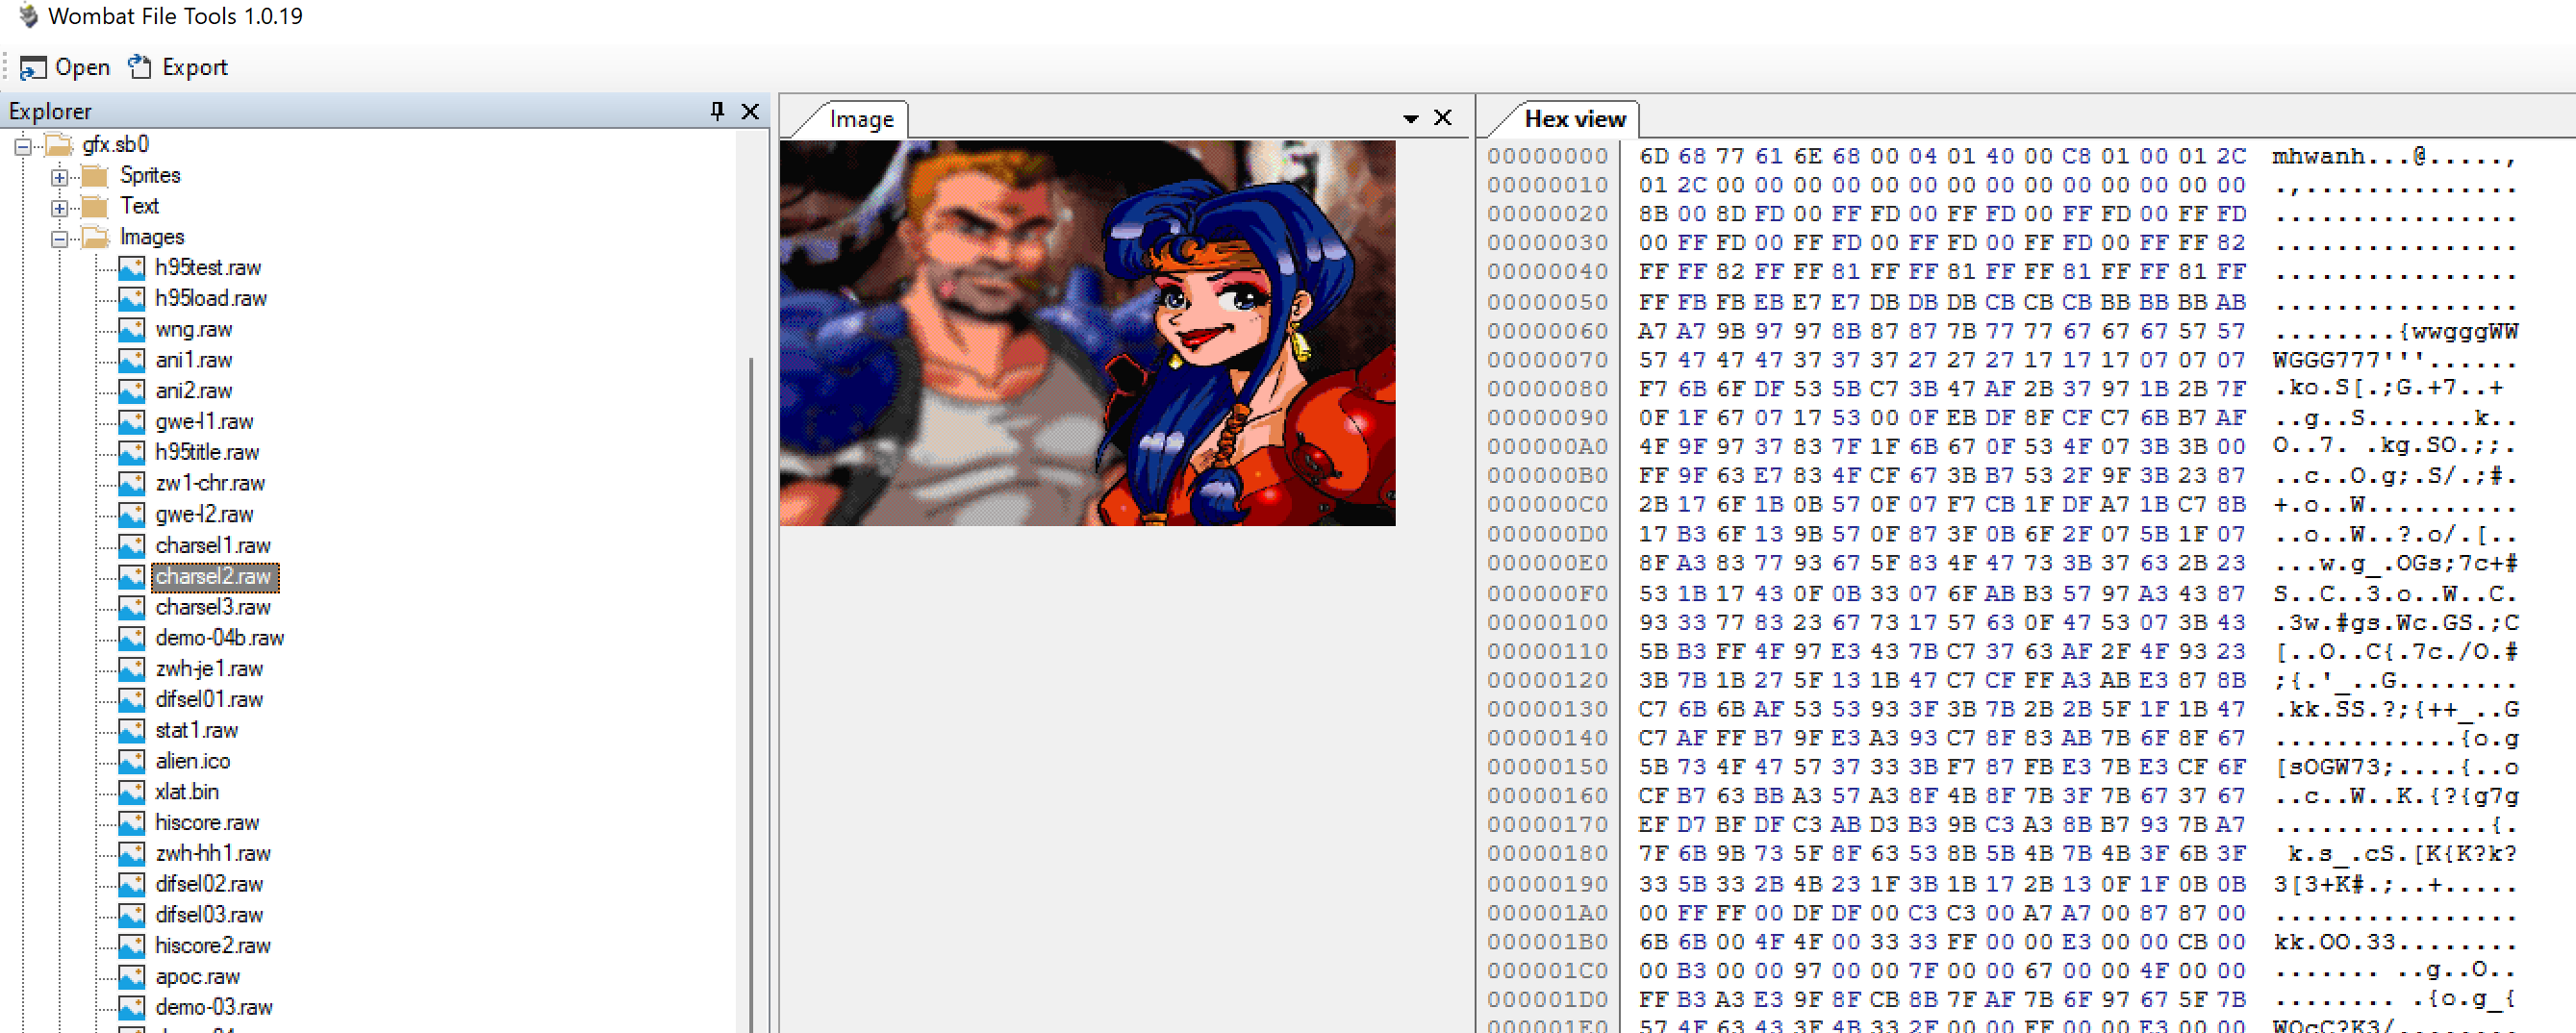 Wombat File Tools 1.0.19
Open Export
Explorer
gfx.sb0
Sprites
Text
Images
h95test.raw
h95load.raw
wng.raw
ani1.raw
ani2.raw
gwe-l1.raw
h95title.raw
zw1-chr.raw
gwe-l2.raw
charsel1.raw
charsel2.raw
charsel3.raw
demo-04b.raw
zwh-je1.raw
difsel01.raw
stat1.raw
alien.ico
xlat.bin
hiscore.raw
zwh-hh1.raw
difsel02.raw
difsel03.raw
hiscore2.raw
apoc.raw
demo-03.raw
Image
Hex view
00000000 6D 68 77 61 6E 68 00 04 01 40 00 C8 01 00 01 2C mhwanh...@.....,
00000010 01 2C 00 00 00 00 00 00 00 00 00 00 00 00 00 00 .,..............
00000020 8B 00 8D FD 00 FF FD 00 FF FD 00 FF FD 00 FF FD ................
00000030 00 FF FD 00 FF FD 00 FF FD 00 FF FD 00 FF FF 82 ................
00000040 FF FF 82 FF FF 81 FF FF 81 FF FF 81 FF FF 81 FF ................
00000050 FF FB FB EB E7 E7 DB DB DB CB CB CB BB BB BB AB ................
00000060 A7 A7 9B 97 97 8B 87 87 7B 77 77 67 67 67 57 57 ........{wwgggWW
00000070 57 47 47 47 37 37 37 27 27 27 17 17 17 07 07 07 WGGG777'''......
00000080 F7 6B 6F DF 53 5B C7 3B 47 AF 2B 37 97 1B 2B 7F .ko.S[.;G.+7..+
00000090 0F 1F 67 07 17 53 00 0F EB DF 8F CF C7 6B B7 AF ..g..S.......k..
000000A0 4F 9F 97 37 83 7F 1F 6B 67 0F 53 4F 07 3B 3B 00 O..7. .kg.SO.;;.
000000B0 FF 9F 63 E7 83 4F CF 67 3B B7 53 2F 9F 3B 23 87 ..c..O.g;.S/.;#.
000000C0 2B 17 6F 1B 0B 57 0F 07 F7 CB 1F DF A7 1B C7 8B +.o..W..........
000000D0 17 B3 6F 13 9B 57 0F 87 3F 0B 6F 2F 07 5B 1F 07 ..o..W..?.o/.[..
000000E0 8F A3 83 77 93 67 5F 83 4F 47 73 3B 37 63 2B 23 ...w.g_.OGs;7c+#
000000F0 53 1B 17 43 0F 0B 33 07 6F AB B3 57 97 A3 43 87 S..C..3.o..W..C.
00000100 93 33 77 83 23 67 73 17 57 63 0F 47 53 07 3B 43 .3w.#gs.Wc.GS.;C
00000110 5B B3 FF 4F 97 E3 43 7B C7 37 63 AF 2F 4F 93 23 [..O..C{.7c./O.#
00000120 3B 7B 1B 27 5F 13 1B 47 C7 CF FF A3 AB E3 87 8B ;{.'_..G........
00000130 C7 6B 6B AF 53 53 93 3F 3B 7B 2B 2B 5F 1F 1B 47 .kk.SS.?;{++_..G
00000140 C7 AF FF B7 9F E3 A3 93 C7 8F 83 AB 7B 6F 8F 67 ............{o.g
00000150 5B 73 4F 47 57 37 33 3B F7 87 FB E3 7B E3 CF 6F [sOGW73;....{..o
00000160 CF B7 63 BB A3 57 A3 8F 4B 8F 7B 3F 7B 67 37 67 ..c..W..K.{?{g7g
00000170 EF D7 BF DF C3 AB D3 B3 9B C3 A3 8B B7 93 7B A7 ..............{.
00000180 7F 6B 9B 73 5F 8F 63 53 8B 5B 4B 7B 4B 3F 6B 3F k.s_.cS.[K{K?k?
00000190 33 5B 33 2B 4B 23 1F 3B 1B 17 2B 13 0F 1F 0B 0B 3[3+K#.;..+.....
000001A0 00 FF FF 00 DF DF 00 C3 C3 00 A7 A7 00 87 87 00 ................
000001B0 6B 6B 00 4F 4F 00 33 33 FF 00 00 E3 00 00 CB 00 kk.OO.33........
000001C0 00 B3 00 00 97 00 00 7F 00 00 67 00 00 4F 00 00 ....... ..g..O..
000001D0 FF B3 A3 E3 9F 8F CB 8B 7F AF 7B 6F 97 67 5F 7B ........ .{o.g_{
000001E0 57 4F 63 43 3F 4B 33 2F 00 00 FF 00 00 E3 00 00 WOcC?K3/........